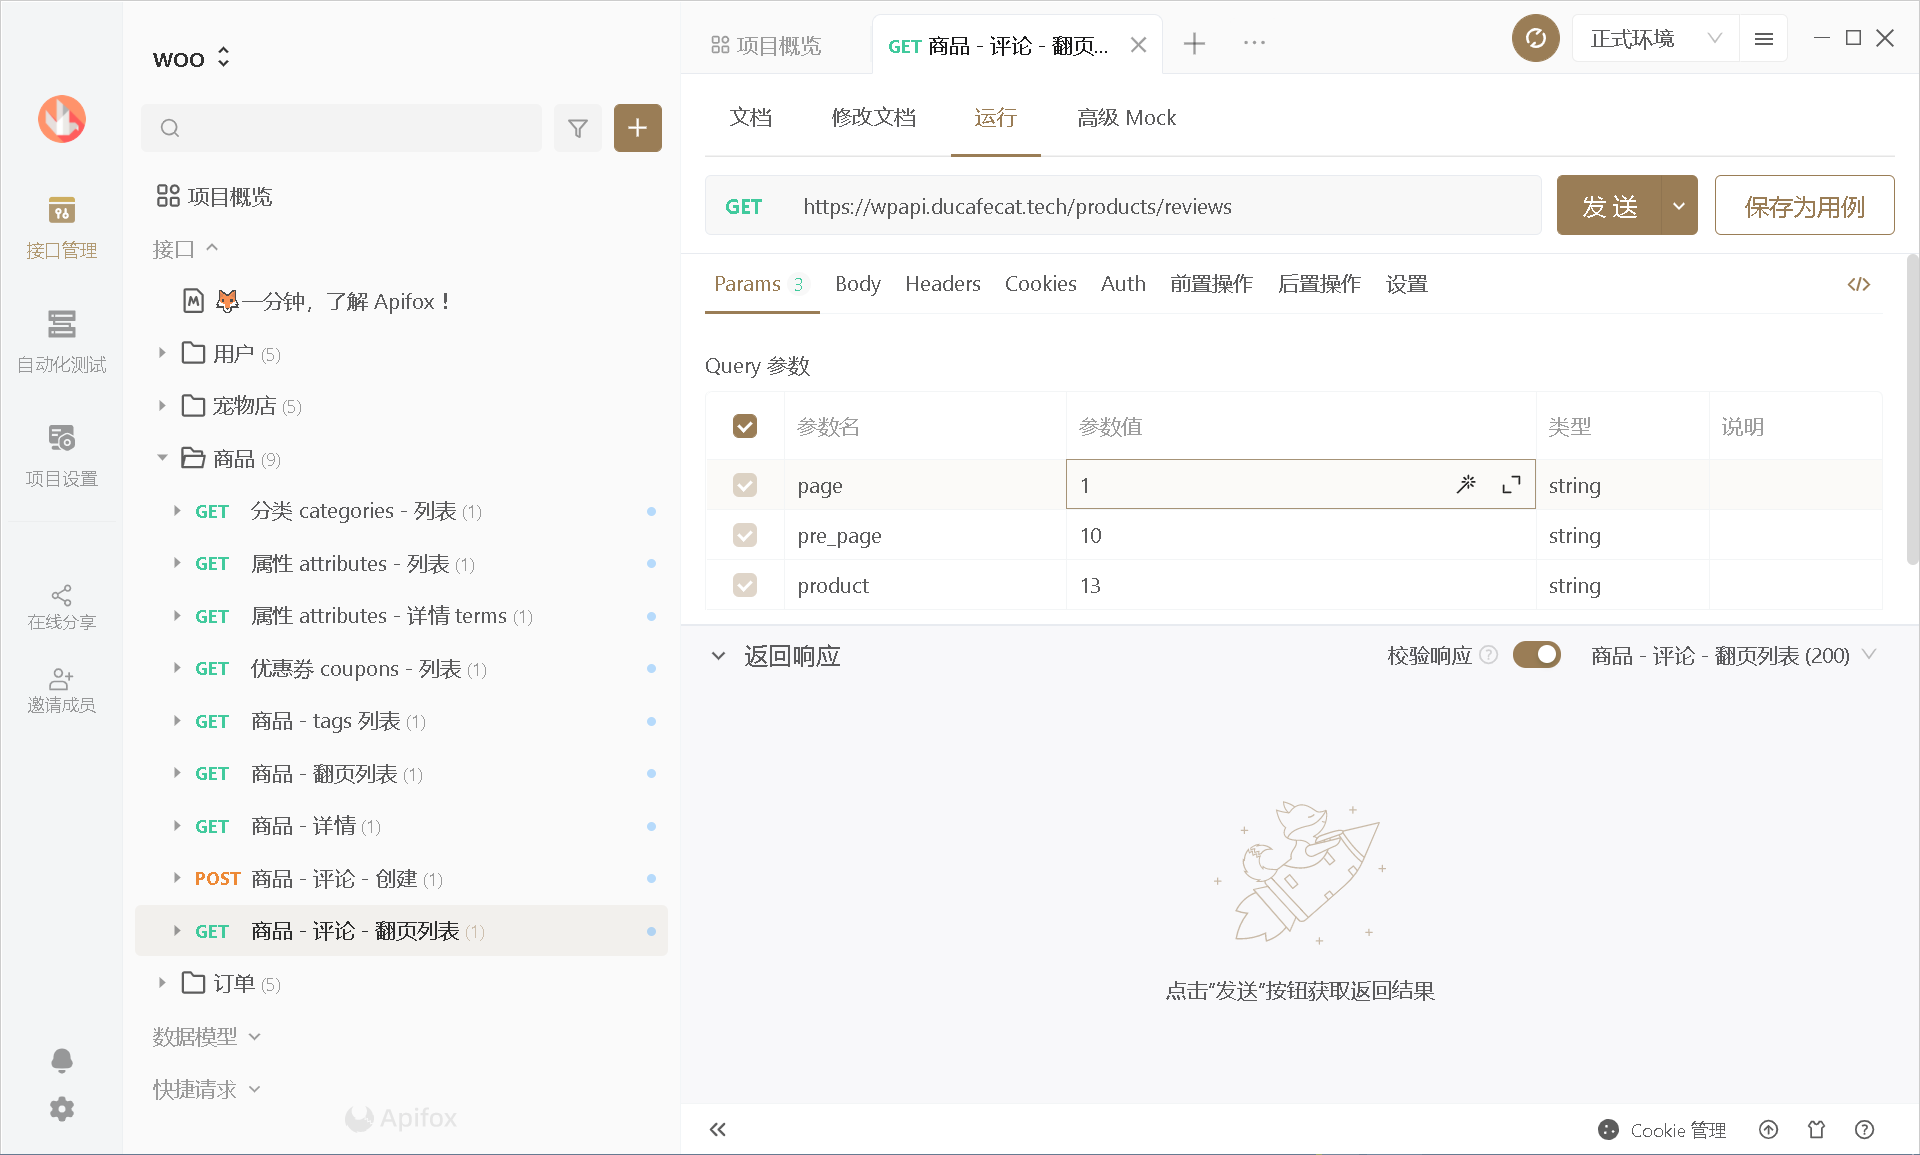 WOO
接口管理
自动化测试
项目设置
在线分享
邀请成员
项目概览
接口
一分钟，了解 Apifox！
用户 (5)
宠物店 (5)
商品 (9)
GET 分类 categories - 列表 (1)
GET 属性 attributes - 列表 (1)
GET 属性 attributes - 详情 terms (1)
GET 优惠券 coupons - 列表 (1)
GET 商品 - tags 列表 (1)
GET 商品 - 翻页列表 (1)
GET 商品 - 详情 (1)
POST 商品 - 评论 - 创建 (1)
GET 商品 - 评论 - 翻页列表 (1)
订单 (5)
数据模型
快捷请求
Apifox
项目概览
GET 商品 - 评论 - 翻页...
正式环境
文档 修改文档 运行 高级 Mock
GET https://wpapi.ducafecat.tech/products/reviews
发 送
保存为用例
Params 3 Body Headers Cookies Auth 前置操作 后置操作 设置
Query 参数
参数名 参数值 类型 说明
page 1 string
pre_page 10 string
product 13 string
返回响应
校验响应
商品 - 评论 - 翻页列表 (200)
点击“发送”按钮获取返回结果
Cookie 管理